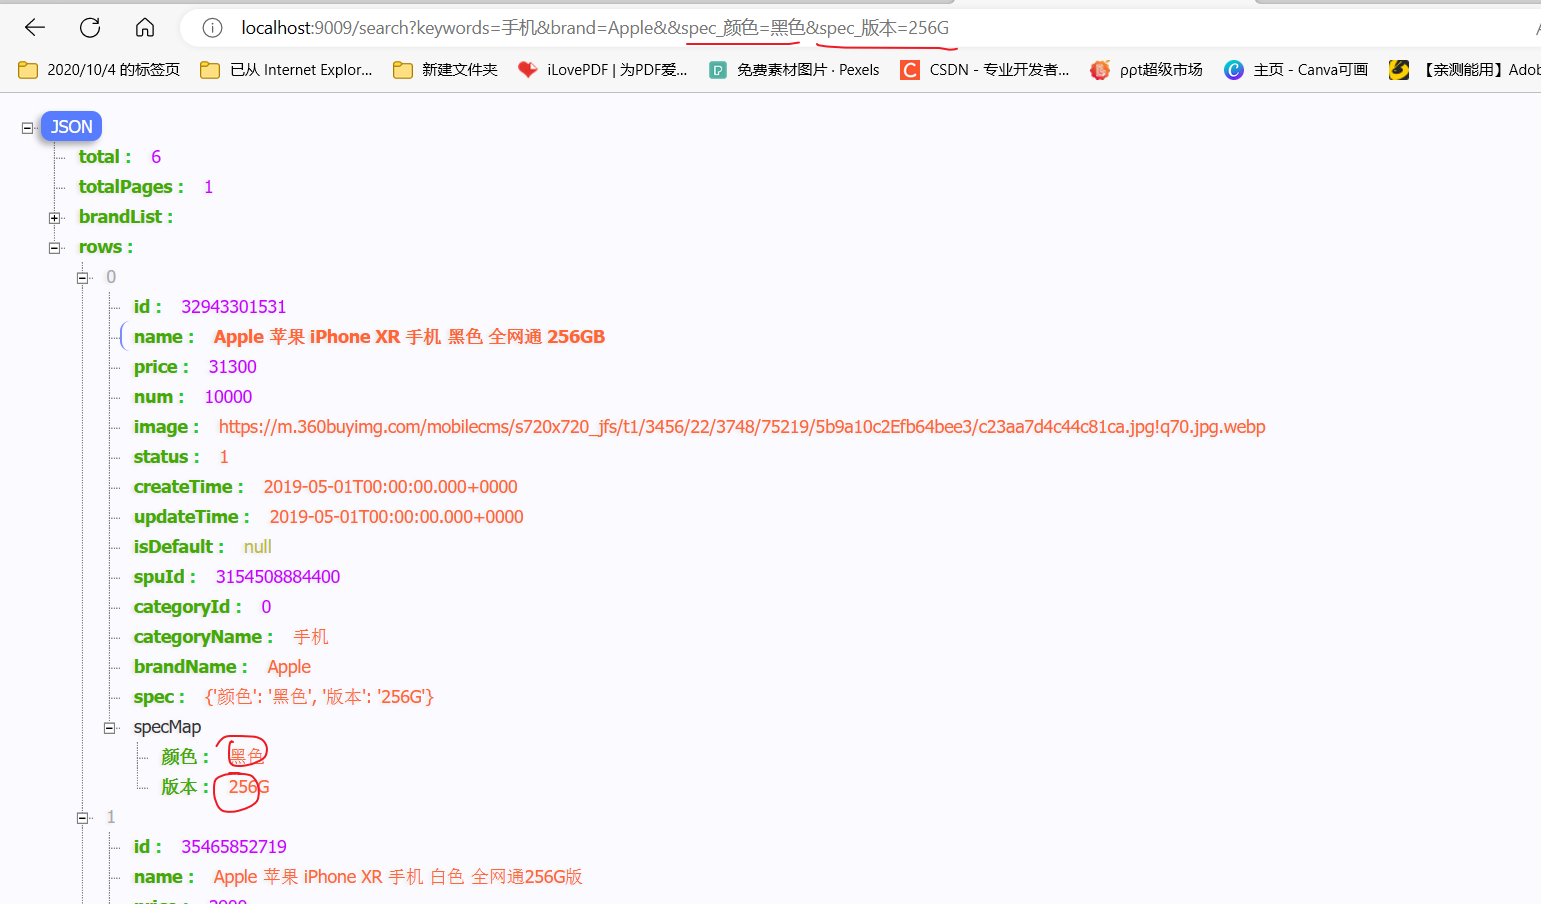 localhost:9009/search?keywords=手机&brand=Apple&&spec_颜色=黑色&spec_版本=256G
2020/10/4 的标签页 已从 Internet Explor... 新建文件夹 iLovePDF | 为PDF爱... P 免费素材图片 · Pexels C CSDN - 专业开发者... ppt超级市场 C 主页 - Canva可画 【亲测能用】Adob
JSON
total : 6
totalPages : 1
brandList :
rows :
0
id : 32943301531
name : Apple 苹果 iPhone XR 手机 黑色 全网通 256GB
price : 31300
num : 10000
image : https://m.360buyimg.com/mobilecms/s720x720_jfs/t1/3456/22/3748/75219/5b9a10c2Efb64bee3/c23aa7d4c44c81ca.jpg!q70.jpg.webp
status : 1
createTime : 2019-05-01T00:00:00.000+0000
updateTime : 2019-05-01T00:00:00.000+0000
isDefault : null
spuId : 3154508884400
categoryId : 0
categoryName : 手机
brandName : Apple
spec : {'颜色': '黑色', '版本': '256G'}
specMap
颜色 : 黑色
版本 : 256G
1
id : 35465852719
name : Apple 苹果 iPhone XR 手机 白色 全网通256G版